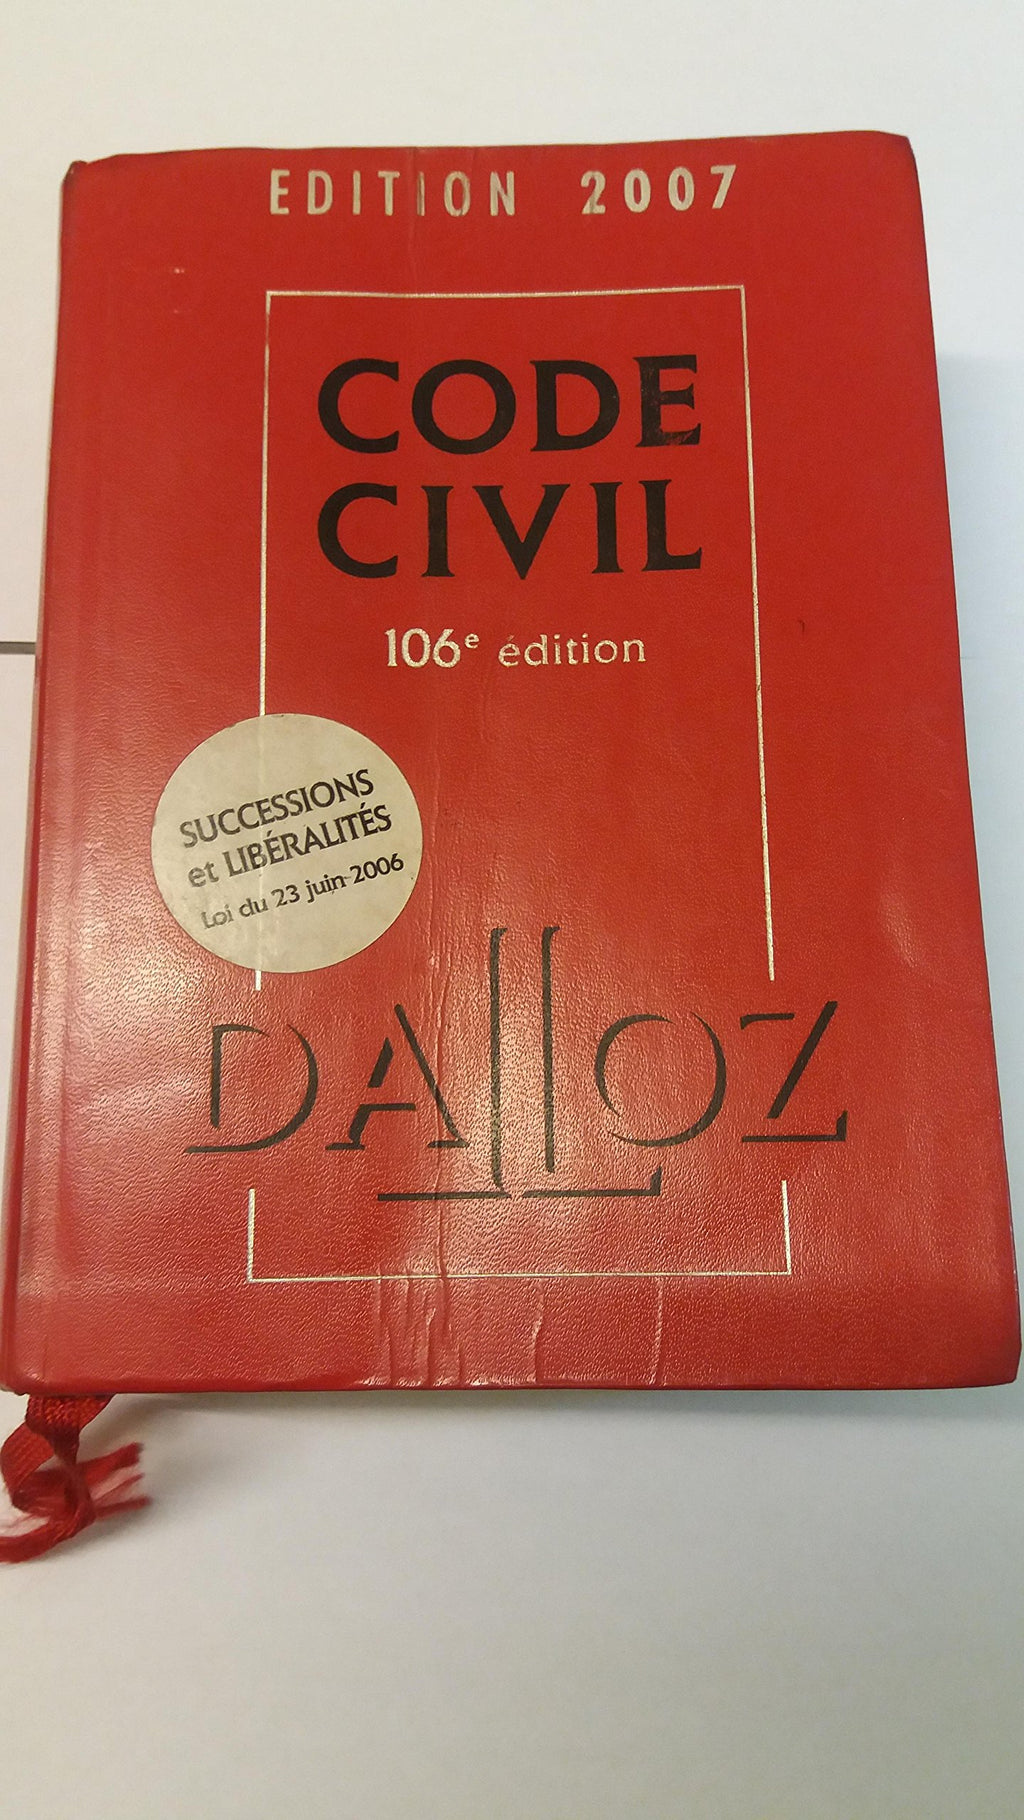 EDITION 2007
CODE
CIVIL
106e édition
SUCCESSIONS
et LIBÉRALITÉS
Loi du 23 juin 2006
DALLOZ